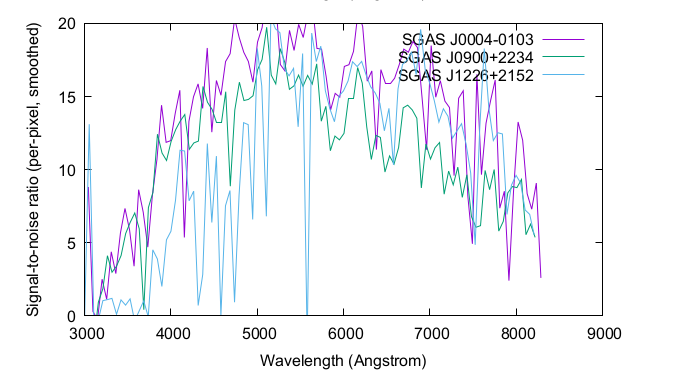 SGAS J0004-0103
SGAS J0900+2234
SGAS J1226+2152
Signal-to-noise ratio (per-pixel, smoothed)
20
15
10
5
0
3000 4000 5000 6000 7000 8000 9000
Wavelength (Angstrom)